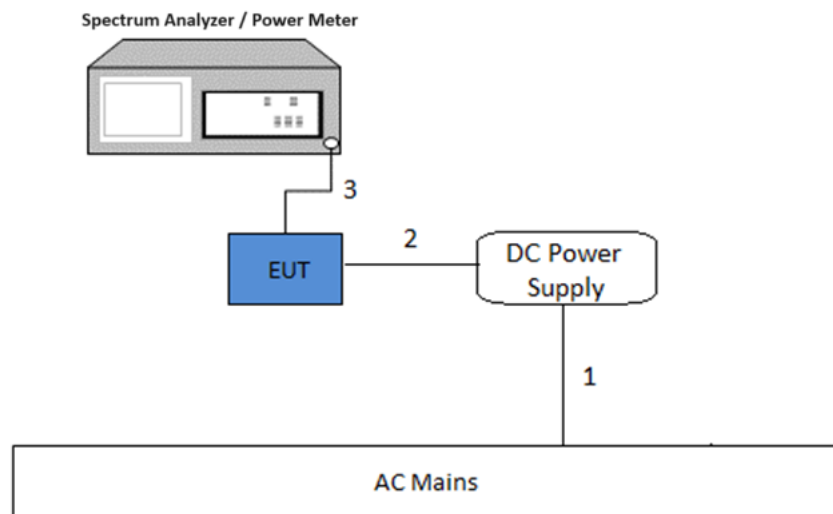 Spectrum Analyzer / Power Meter
3
2
EUT
DC Power
Supply
1
AC Mains